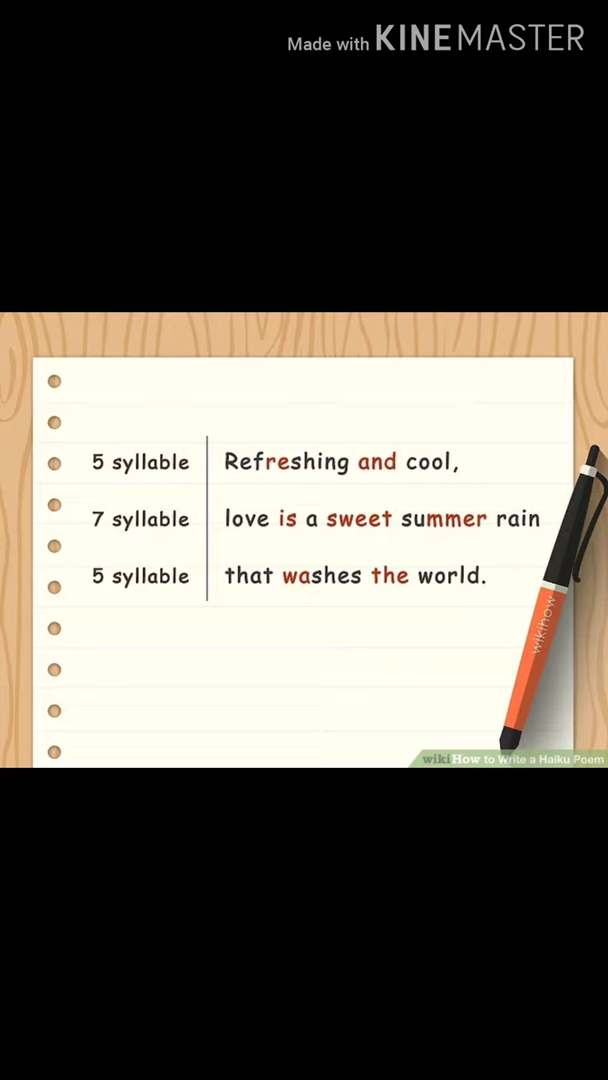 Made with KINEMASTER
5 syllable Refreshing and cool,
7 syllable love is a sweet summer rain
5 syllable that washes the world.
wikihow
wikiHow to Write a Haiku Poem